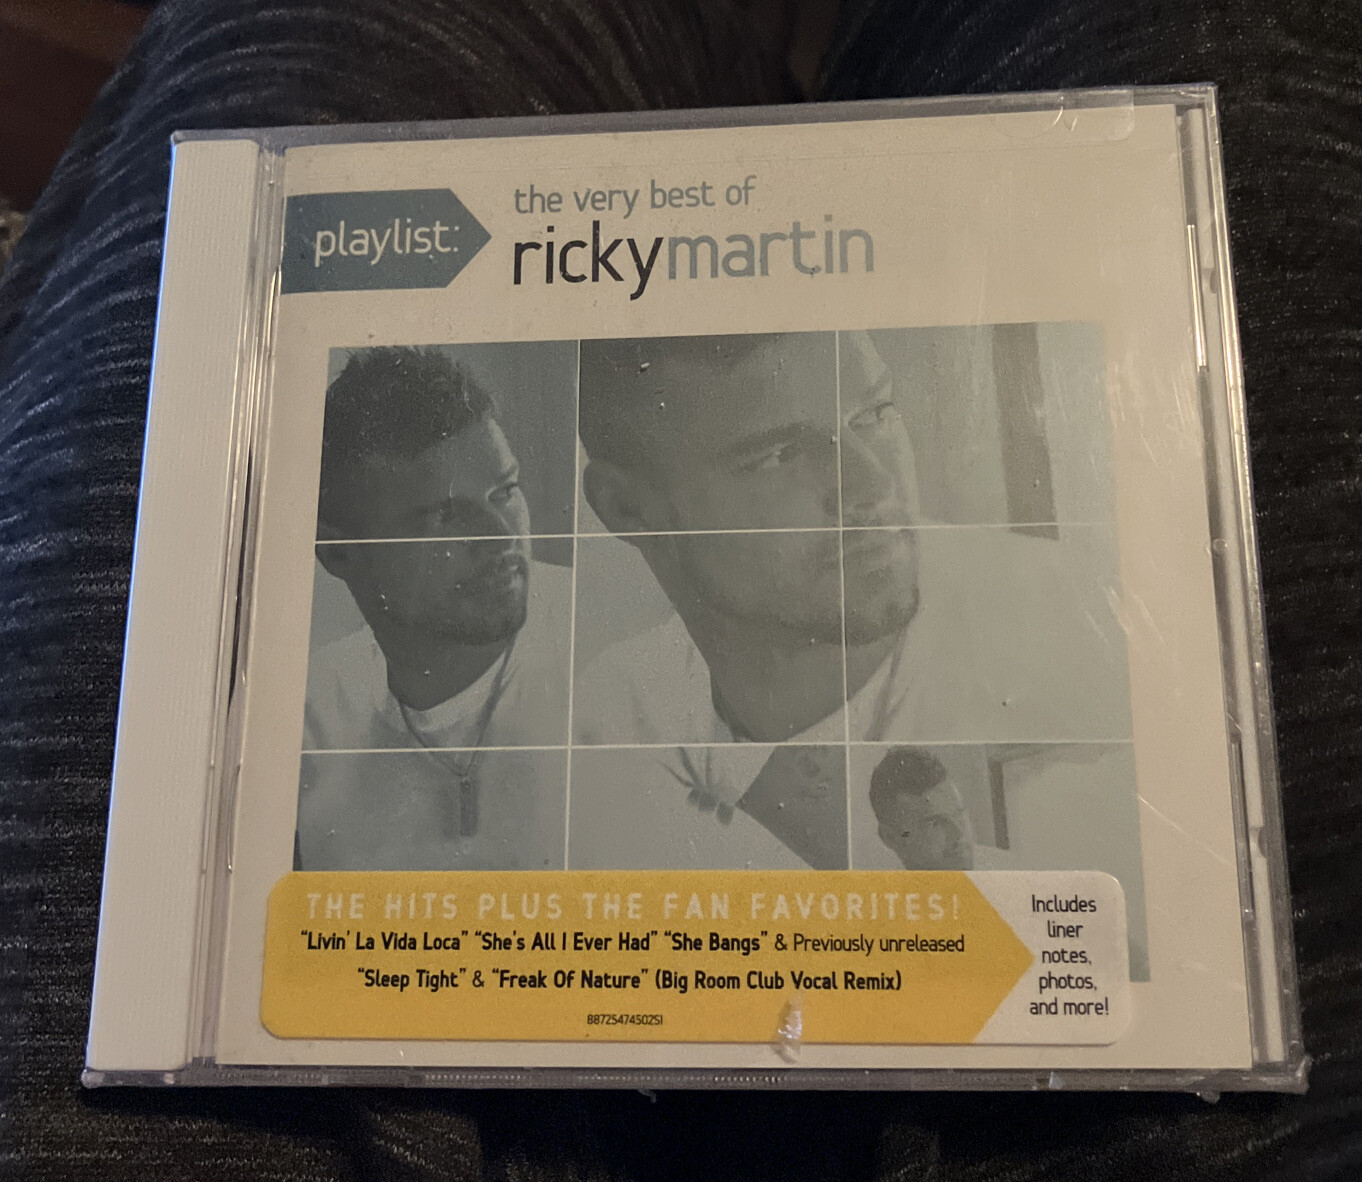 playlist:
the very best of
rickymartin
THE HITS PLUS THE FAN FAVORITES!
"Livin' La Vida Loca" "She's All I Ever Had" "She Bangs" & Previously unreleased
"Sleep Tight" & "Freak Of Nature" (Big Room Club Vocal Remix)
88725474502S1
Includes
liner
notes,
photos,
and more!